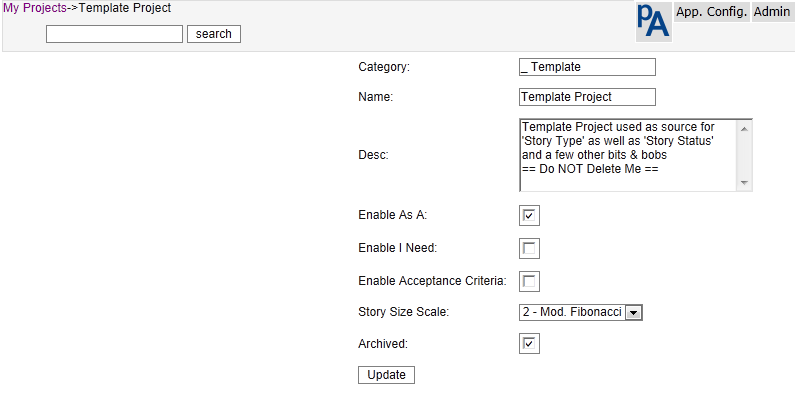 My Projects->Template Project
pA App. Config. Admin
search
Category: _ Template
Name: Template Project
Desc:
Template Project used as source for
'Story Type' as well as 'Story Status'
and a few other bits & bobs
== Do NOT Delete Me ==
Enable As A:
Enable I Need:
Enable Acceptance Criteria:
Story Size Scale: 2 - Mod. Fibonacci
Archived:
Update